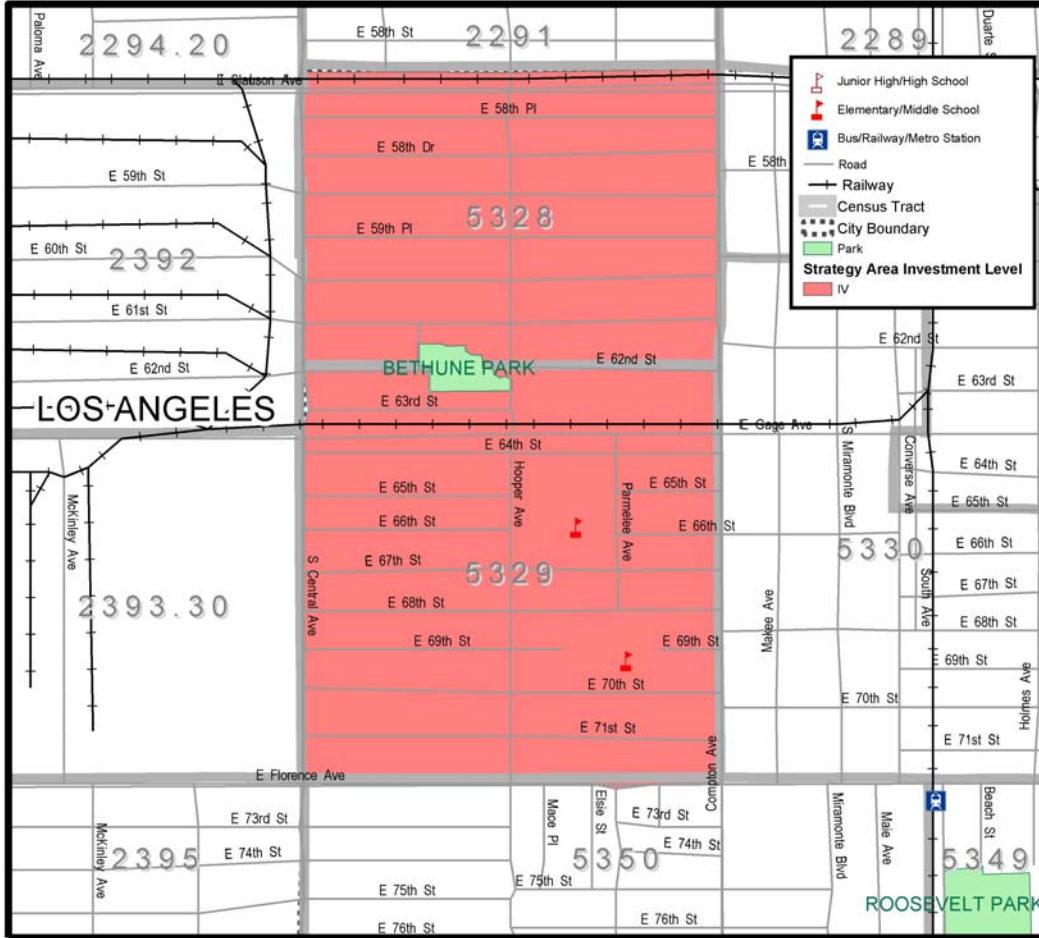 Paloma Ave
2294.20
E 58th St
2291
2289
Duarte
E Slauson Ave
E 58th Pl
E 58th Dr
E 58th
E 59th St
5328
E 59th Pl
E 60th St
2392
E 61st St
E 62nd St
E 62nd St
E 62nd St
BETHUNE PARK
E 63rd St
E 63rd St
LOS ANGELES
E Gage Ave
E 64th St
E 64th St
Hooper Ave
Parmelee Ave
S Miramonte Blvd
Converse Ave
McKinley Ave
E 65th St
E 65th St
E 65th St
E 66th St
E 66th St
E 66th St
5330
E 67th St
5329
E 67th St
S Central Ave
2393.30
E 68th St
E 68th St
South Ave
Makee Ave
E 69th St
E 69th St
69th St
E 70th St
E 70th St
Holmes Ave
E 71st St
E 71st St
Compton Ave
E Florence Ave
McKinley Ave
2395
E 73rd St
E 74th St
E 75th St
E 76th St
Mace Pl
Elsie St
E 73rd St
E 74th St
5350
E 75th St
E 76th St
Miramonte Blvd
Maie Ave
Beach St
5349
ROOSEVELT PARK
Junior High/High School
Elementary/Middle School
Bus/Railway/Metro Station
Road
Railway
Census Tract
City Boundary
Park
Strategy Area Investment Level
IV